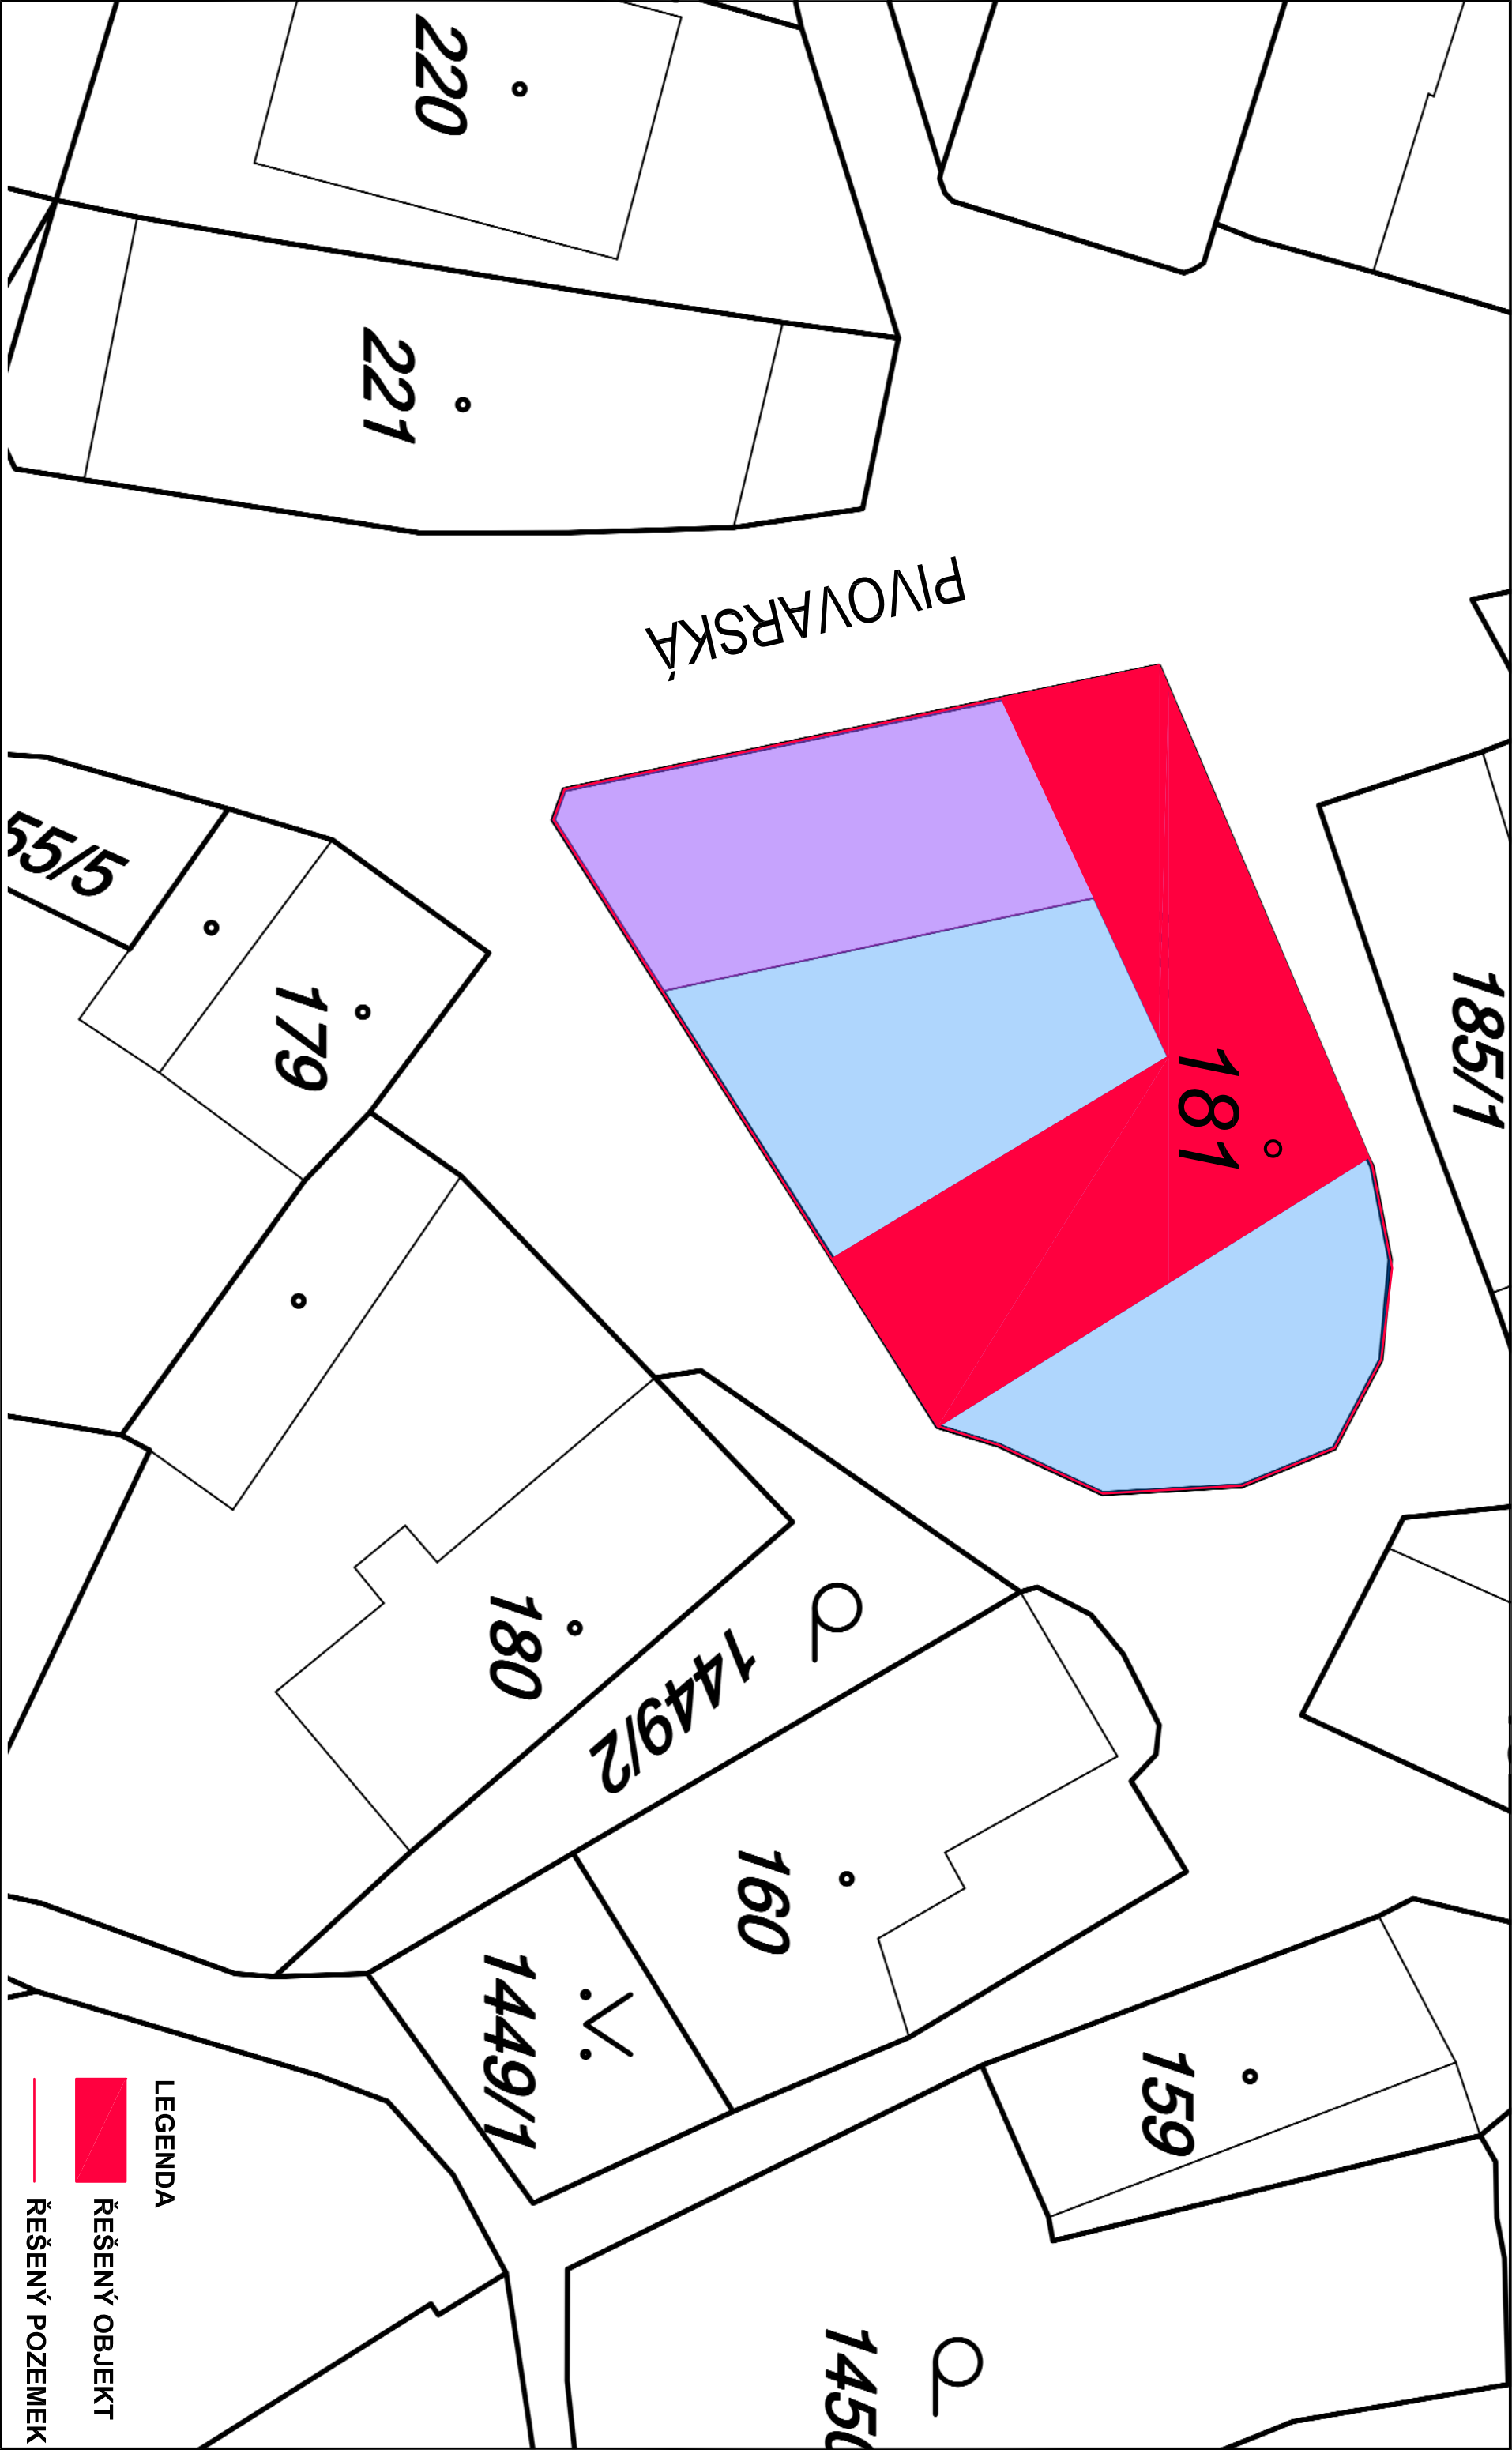 220
221
PIVOVARSKÁ
55/5
179
181
185/1
180
1449/2
160
1449/1
159
LEGENDA
ŘEŠENÝ OBJEKT
ŘEŠENÝ POZEMEK